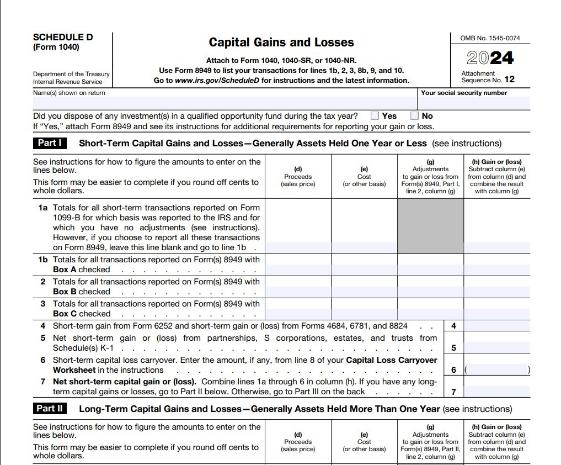 SCHEDULE D
(Form 1040)
Department of the Treasury
Internal Revenue Service
Capital Gains and Losses
Attach to Form 1040, 1040-SR, or 1040-NR.
Use Form 8949 to list your transactions for lines 1b, 2, 3, 8b, 9, and 10.
Go to www.irs.gov/ScheduleD for instructions and the latest information.
OMB No. 1545-0074
2024
Attachment
Sequence No. 12
Name(s) shown on return
Your social security number
Did you dispose of any investment(s) in a qualified opportunity fund during the tax year? Yes No
If “Yes,” attach Form 8949 and see its instructions for additional requirements for reporting your gain or loss.
Part I Short-Term Capital Gains and Losses—Generally Assets Held One Year or Less (see instructions)
See instructions for how to figure the amounts to enter on the
lines below.
This form may be easier to complete if you round off cents to
whole dollars.
(d)
Proceeds
(sales price)
(e)
Cost
(or other basis)
(g)
Adjustments
to gain or loss from
Form(s) 8949, Part I,
line 2, column (g)
(h) Gain or (loss)
Subtract column (e)
from column (d) and
combine the result
with column (g)
1a Totals for all short-term transactions reported on Form
1099-B for which basis was reported to the IRS and for
which you have no adjustments (see instructions).
However, if you choose to report all these transactions
on Form 8949, leave this line blank and go to line 1b .
1b Totals for all transactions reported on Form(s) 8949 with
Box A checked . . . . . . . . . . . . .
2 Totals for all transactions reported on Form(s) 8949 with
Box B checked . . . . . . . . . . . . .
3 Totals for all transactions reported on Form(s) 8949 with
Box C checked . . . . . . . . . . . . .
4 Short-term gain from Form 6252 and short-term gain or (loss) from Forms 4684, 6781, and 8824 . . 4
5 Net short-term gain or (loss) from partnerships, S corporations, estates, and trusts from
Schedule(s) K-1 . . . . . . . . . . . . . . . . . . . . . . . . . . . . 5
6 Short-term capital loss carryover. Enter the amount, if any, from line 8 of your Capital Loss Carryover
Worksheet in the instructions . . . . . . . . . . . . . . . . . . . . . . . 6 ( )
7 Net short-term capital gain or (loss). Combine lines 1a through 6 in column (h). If you have any long-
term capital gains or losses, go to Part II below. Otherwise, go to Part III on the back . . . . . 7
Part II Long-Term Capital Gains and Losses—Generally Assets Held More Than One Year (see instructions)
See instructions for how to figure the amounts to enter on the
lines below.
This form may be easier to complete if you round off cents to
whole dollars.
(d)
Proceeds
(sales price)
(e)
Cost
(or other basis)
(g)
Adjustments
to gain or loss from
Form(s) 8949, Part II,
line 2, column (g)
(h) Gain or (loss)
Subtract column (e)
from column (d) and
combine the result
with column (g)